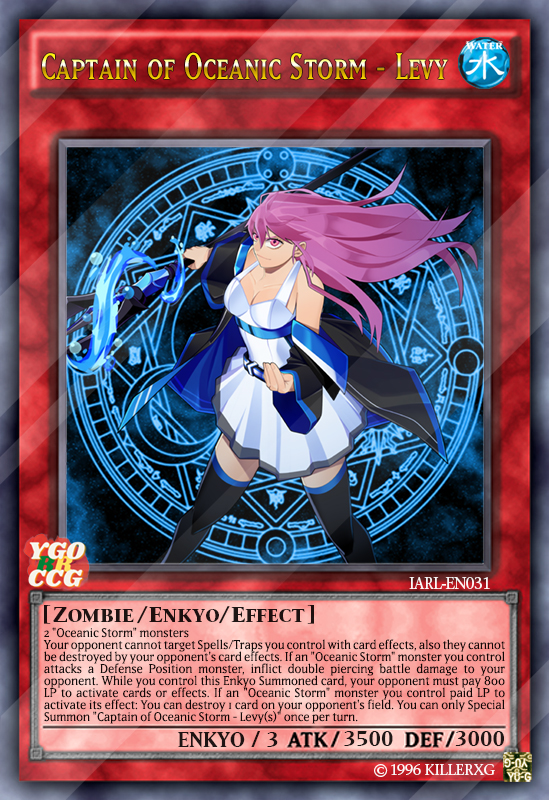 CAPTAIN OF OCEANIC STORM - LEVY
WATER
水
YGO
BR
CCG
IARL-EN031
[ZOMBIE/ENKYO/EFFECT]
2 "Oceanic Storm" monsters
Your opponent cannot target Spells/Traps you control with card effects, also they cannot
be destroyed by your opponent's card effects. If an "Oceanic Storm" monster you control
attacks a Defense Position monster, inflict double piercing battle damage to your
opponent. While you control this Enkyo Summoned card, your opponent must pay 800
LP to activate cards or effects. If an "Oceanic Storm" monster you control paid LP to
activate its effect: You can destroy 1 card on your opponent's field. You can only Special
Summon "Captain of Oceanic Storm - Levy(s)" once per turn.
ENKYO / 3 ATK/3500 DEF/3000
© 1996 KILLERXG